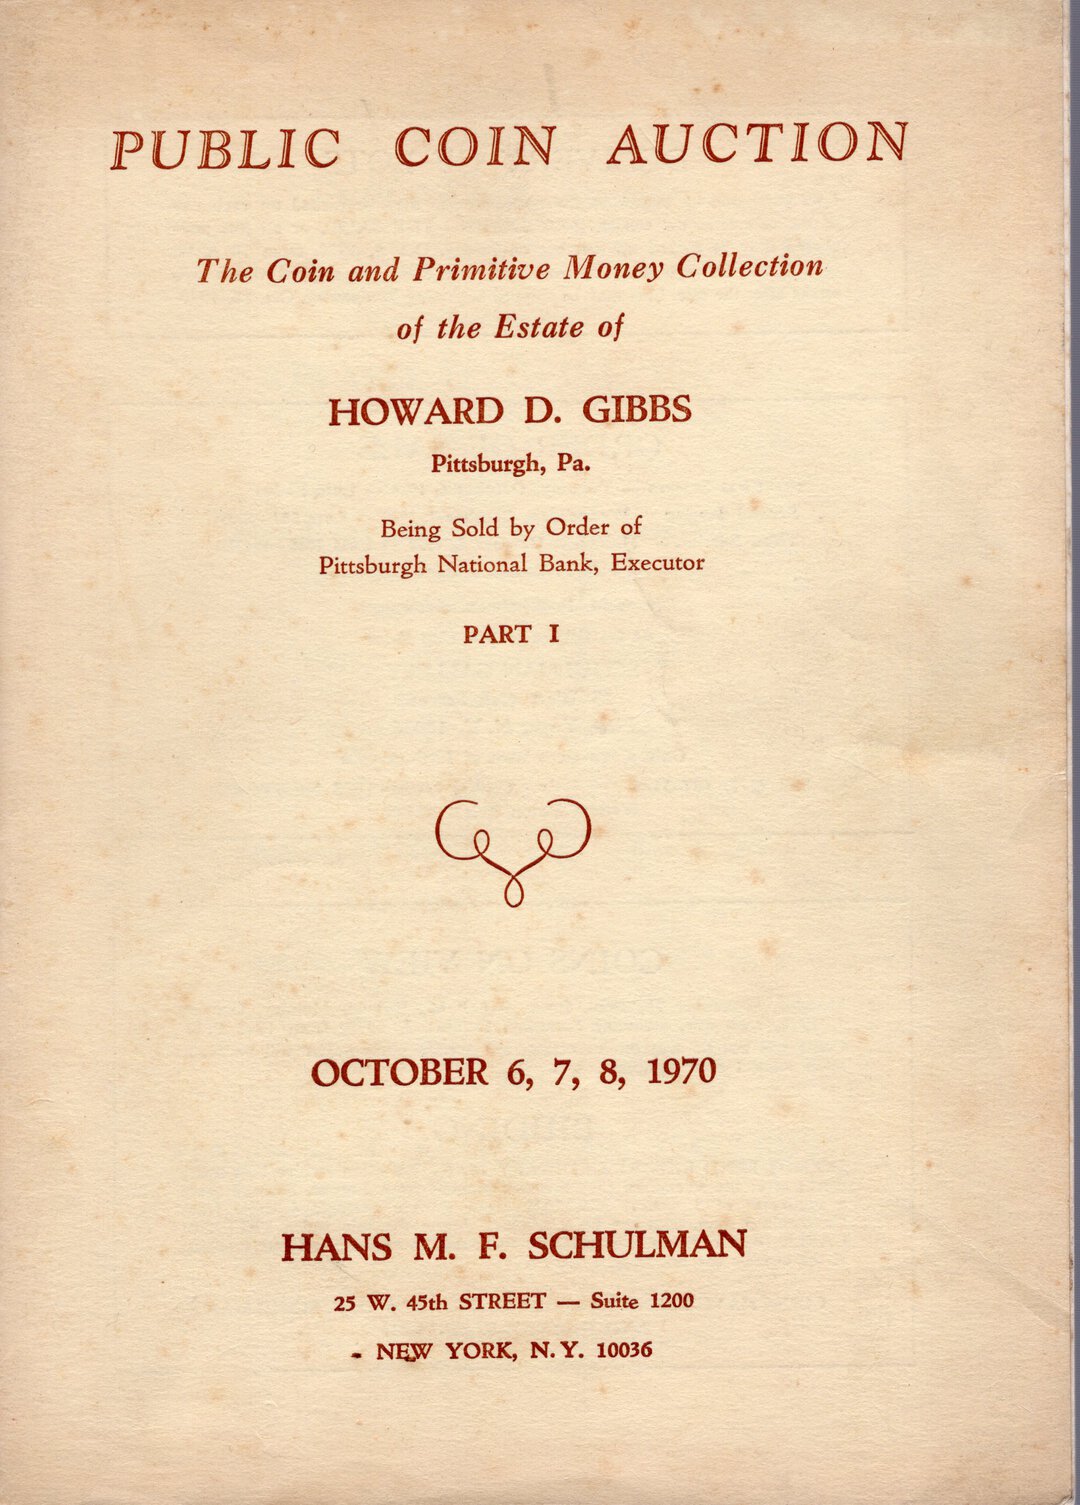 PUBLIC COIN AUCTION
The Coin and Primitive Money Collection
of the Estate of
HOWARD D. GIBBS
Pittsburgh, Pa.
Being Sold by Order of
Pittsburgh National Bank, Executor
PART I
OCTOBER 6, 7, 8, 1970
HANS M. F. SCHULMAN
25 W. 45th STREET — Suite 1200
NEW YORK, N.Y. 10036